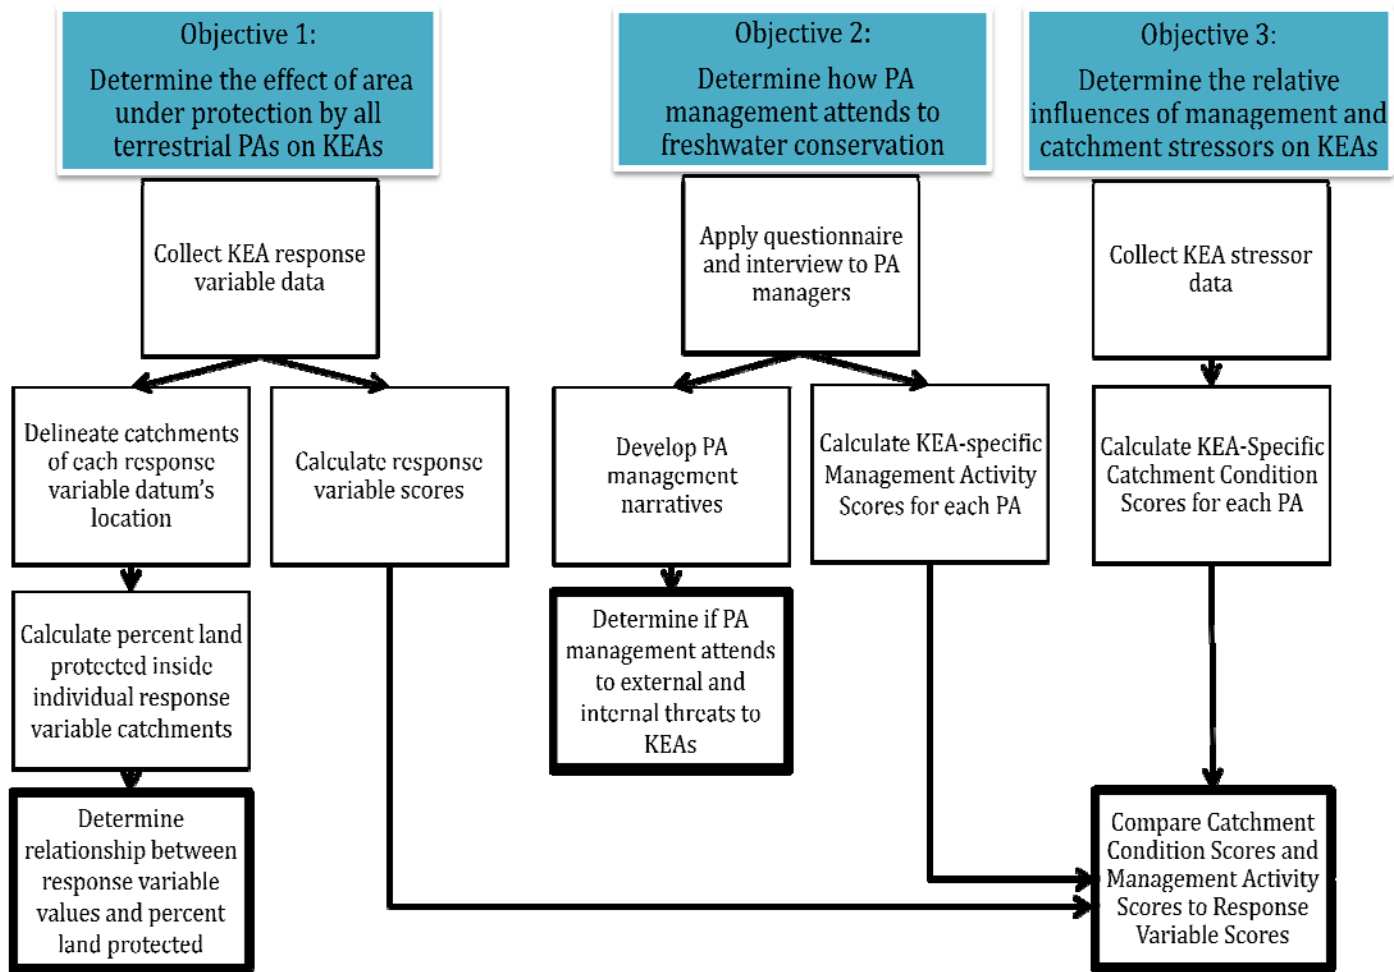 Objective 1:
Determine the effect of area
under protection by all
terrestrial PAs on KEAs
Objective 2:
Determine how PA
management attends to
freshwater conservation
Objective 3:
Determine the relative
influences of management and
catchment stressors on KEAs
Collect KEA response
variable data
Apply questionnaire
and interview to PA
managers
Collect KEA stressor
data
Delineate catchments
of each response
variable datum's
location
Calculate response
variable scores
Develop PA
management
narratives
Calculate KEA-specific
Management Activity
Scores for each PA
Calculate KEA-Specific
Catchment Condition
Scores for each PA
Calculate percent land
protected inside
individual response
variable catchments
Determine if PA
management attends
to external and
internal threats to
KEAs
Determine
relationship between
response variable
values and percent
land protected
Compare Catchment
Condition Scores and
Management Activity
Scores to Response
Variable Scores